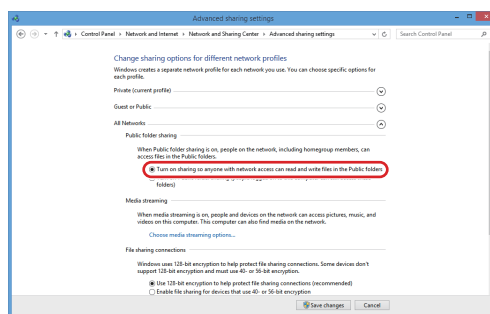 Advanced sharing settings
Control Panel Network and Internet Network and Sharing Center Advanced sharing settings
Search Control Panel
Change sharing options for different network profiles
Windows creates a separate network profile for each network you use. You can choose specific options for
each profile.
Private (current profile)
Guest or Public
All Networks
Public folder sharing
When Public folder sharing is on, people on the network, including homegroup members, can
access files in the Public folders.
Turn on sharing so anyone with network access can read and write files in the Public folders
folders)
Media streaming
When media streaming is on, people and devices on the network can access pictures, music, and
videos on this computer. This computer can also find media on the network.
Choose media streaming options...
File sharing connections
Windows uses 128-bit encryption to help protect file sharing connections. Some devices don't
support 128-bit encryption and must use 40- or 56-bit encryption.
Use 128-bit encryption to help protect file sharing connections (recommended)
Enable file sharing for devices that use 40- or 56-bit encryption
Save changes
Cancel